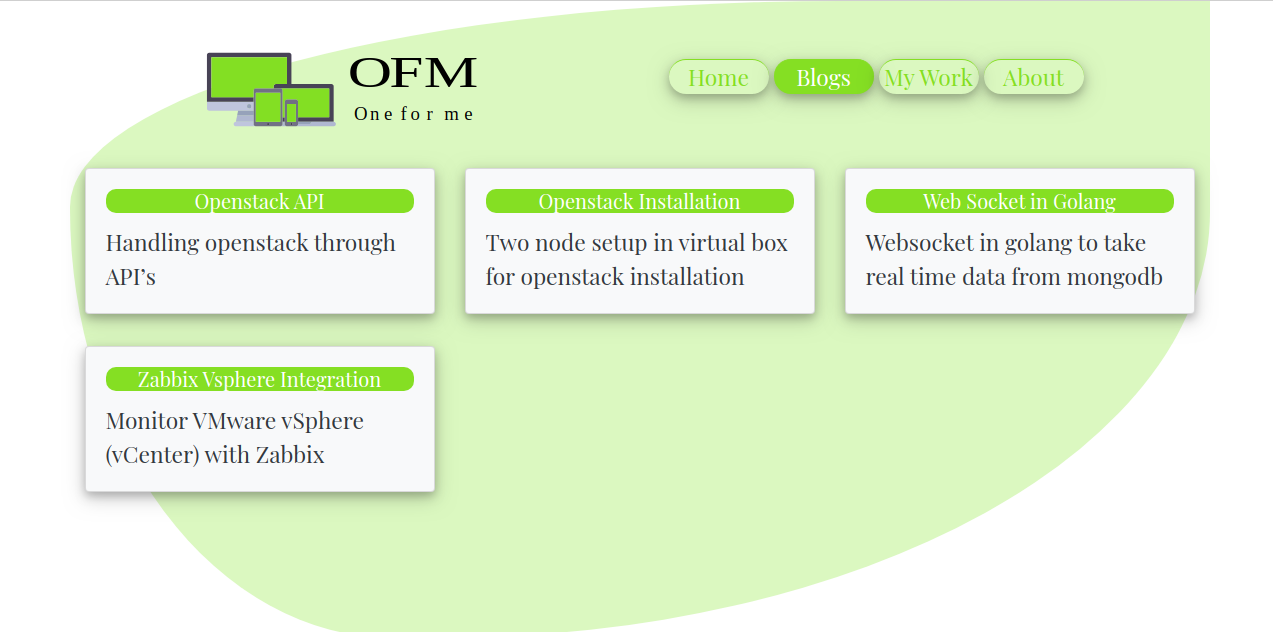 OFM
One for me
Home Blogs My Work About
Openstack API
Handling openstack through
API’s
Openstack Installation
Two node setup in virtual box
for openstack installation
Web Socket in Golang
Websocket in golang to take
real time data from mongodb
Zabbix Vsphere Integration
Monitor VMware vSphere
(vCenter) with Zabbix